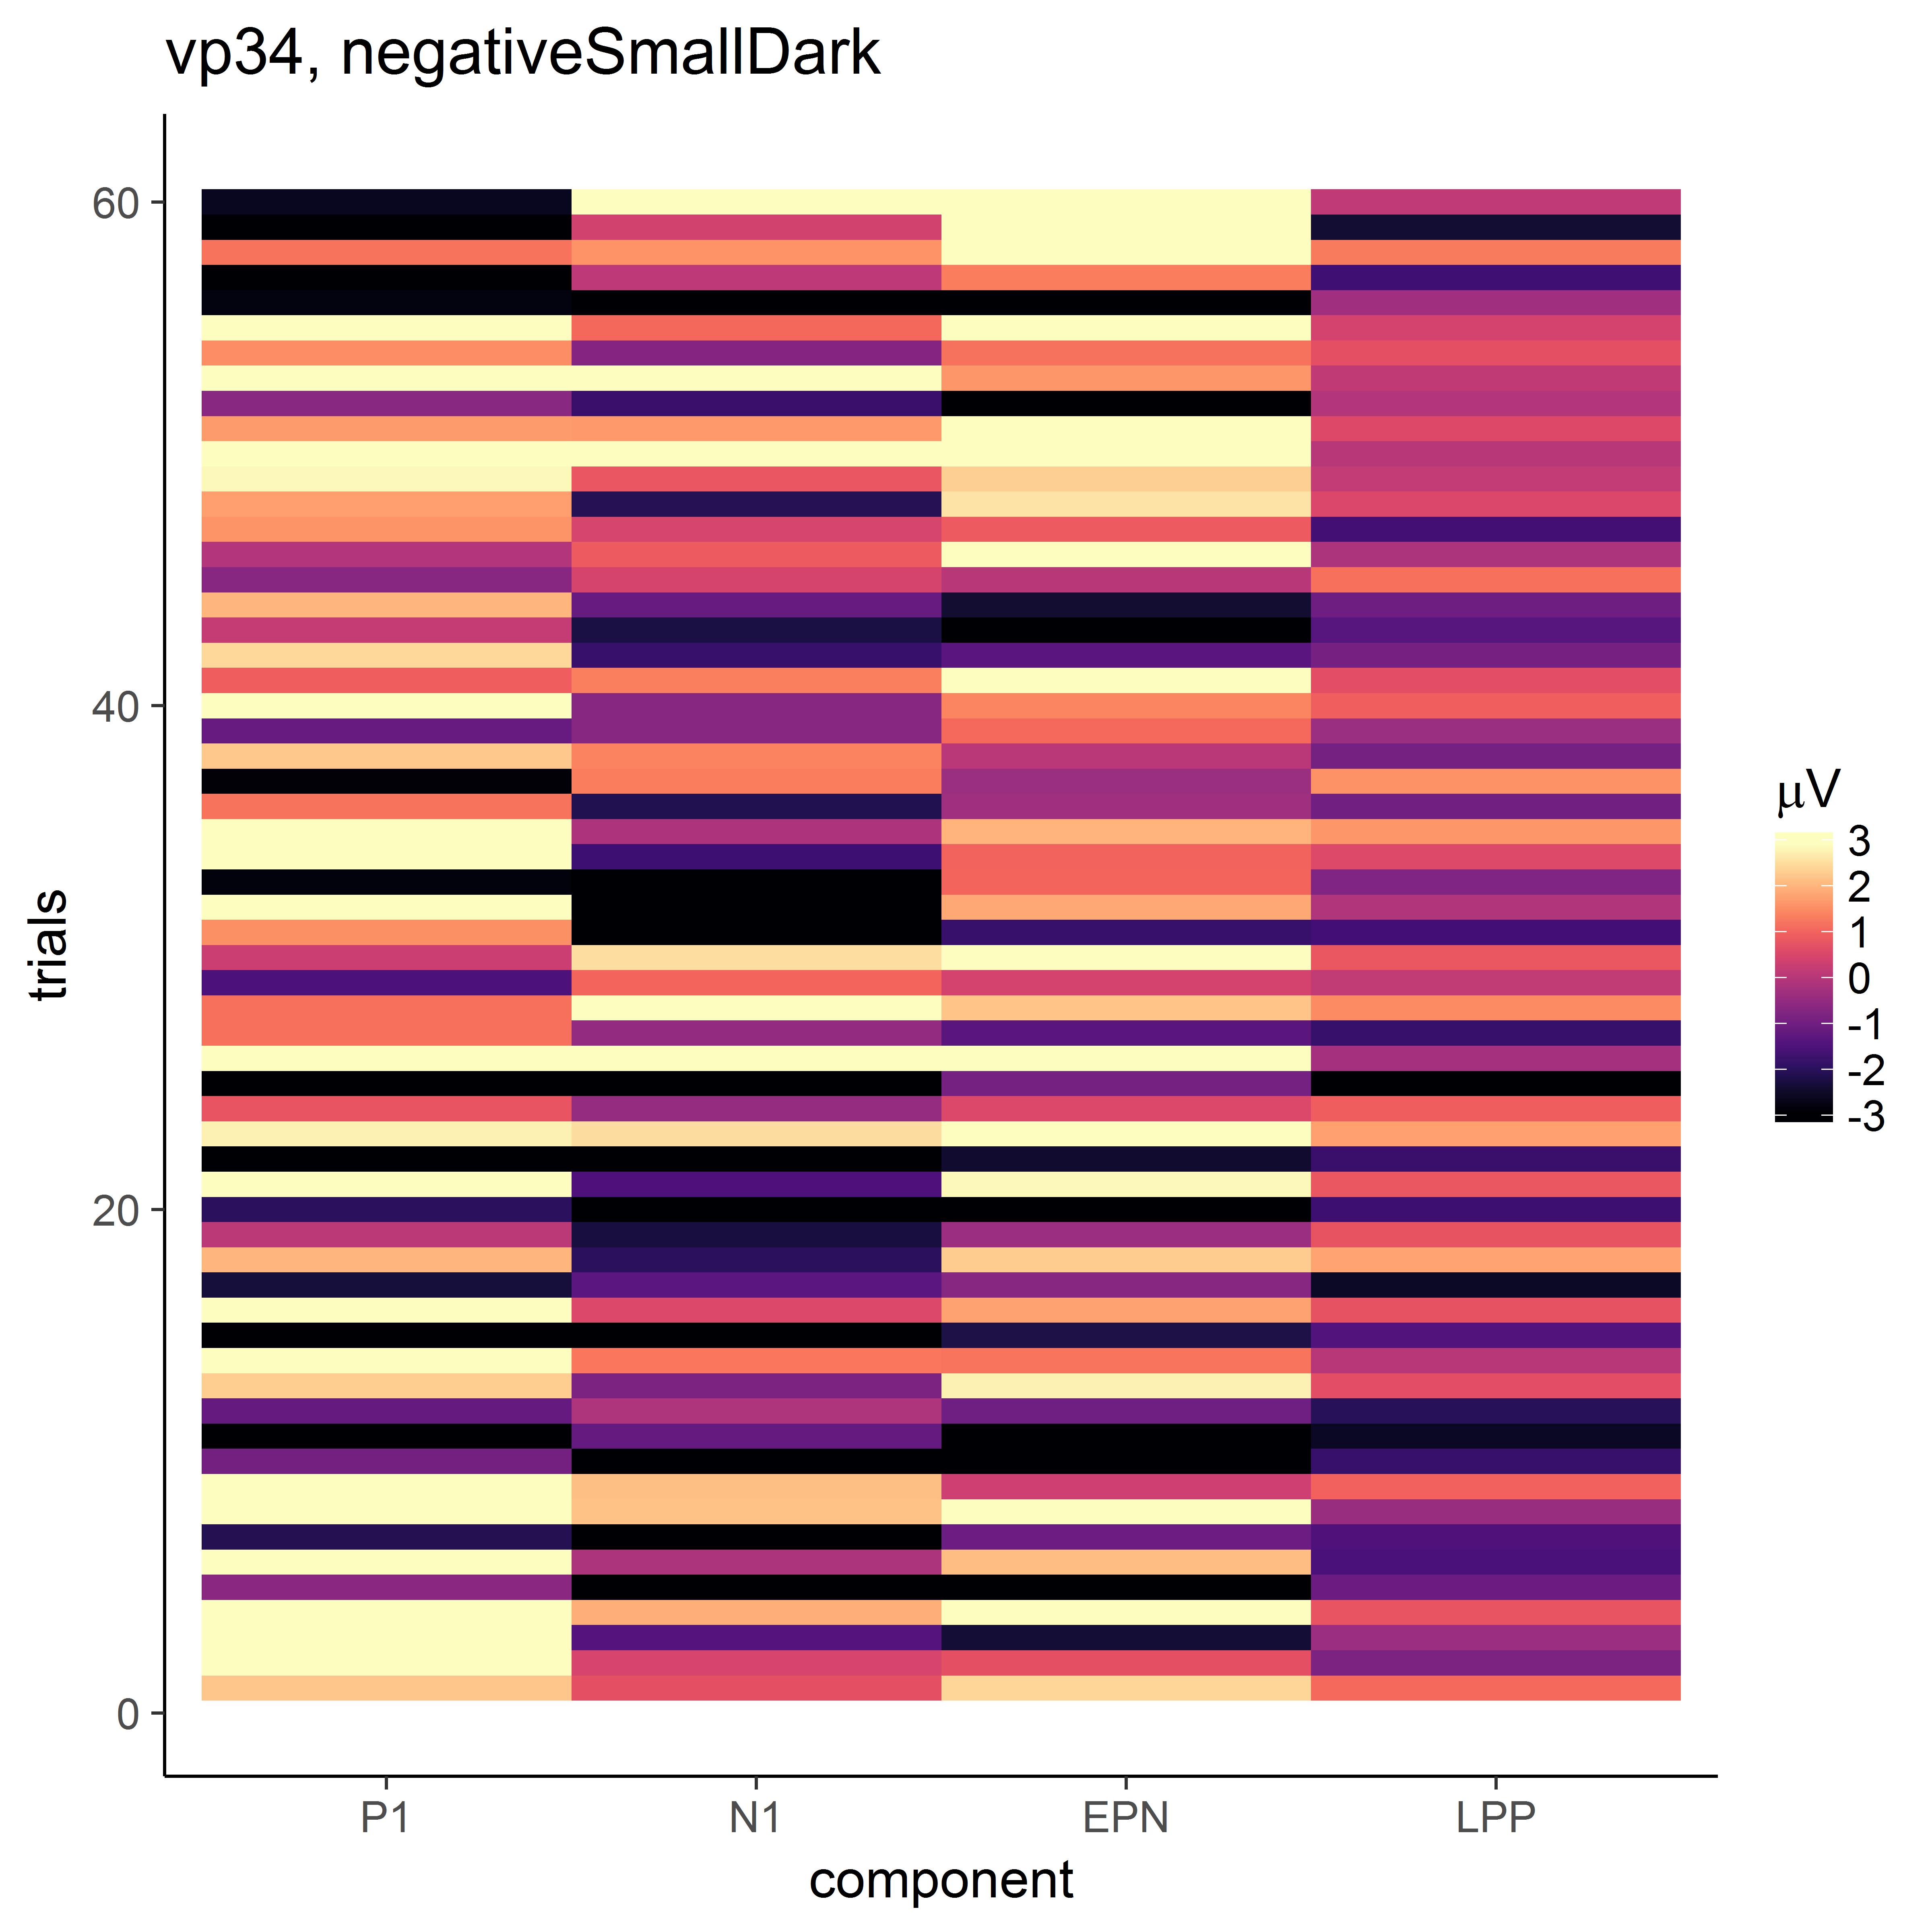 vp34, negativeSmallDark
60
40
20
0
trials
P1 N1 EPN LPP
component
μV
3
2
1
0
-1
-2
-3